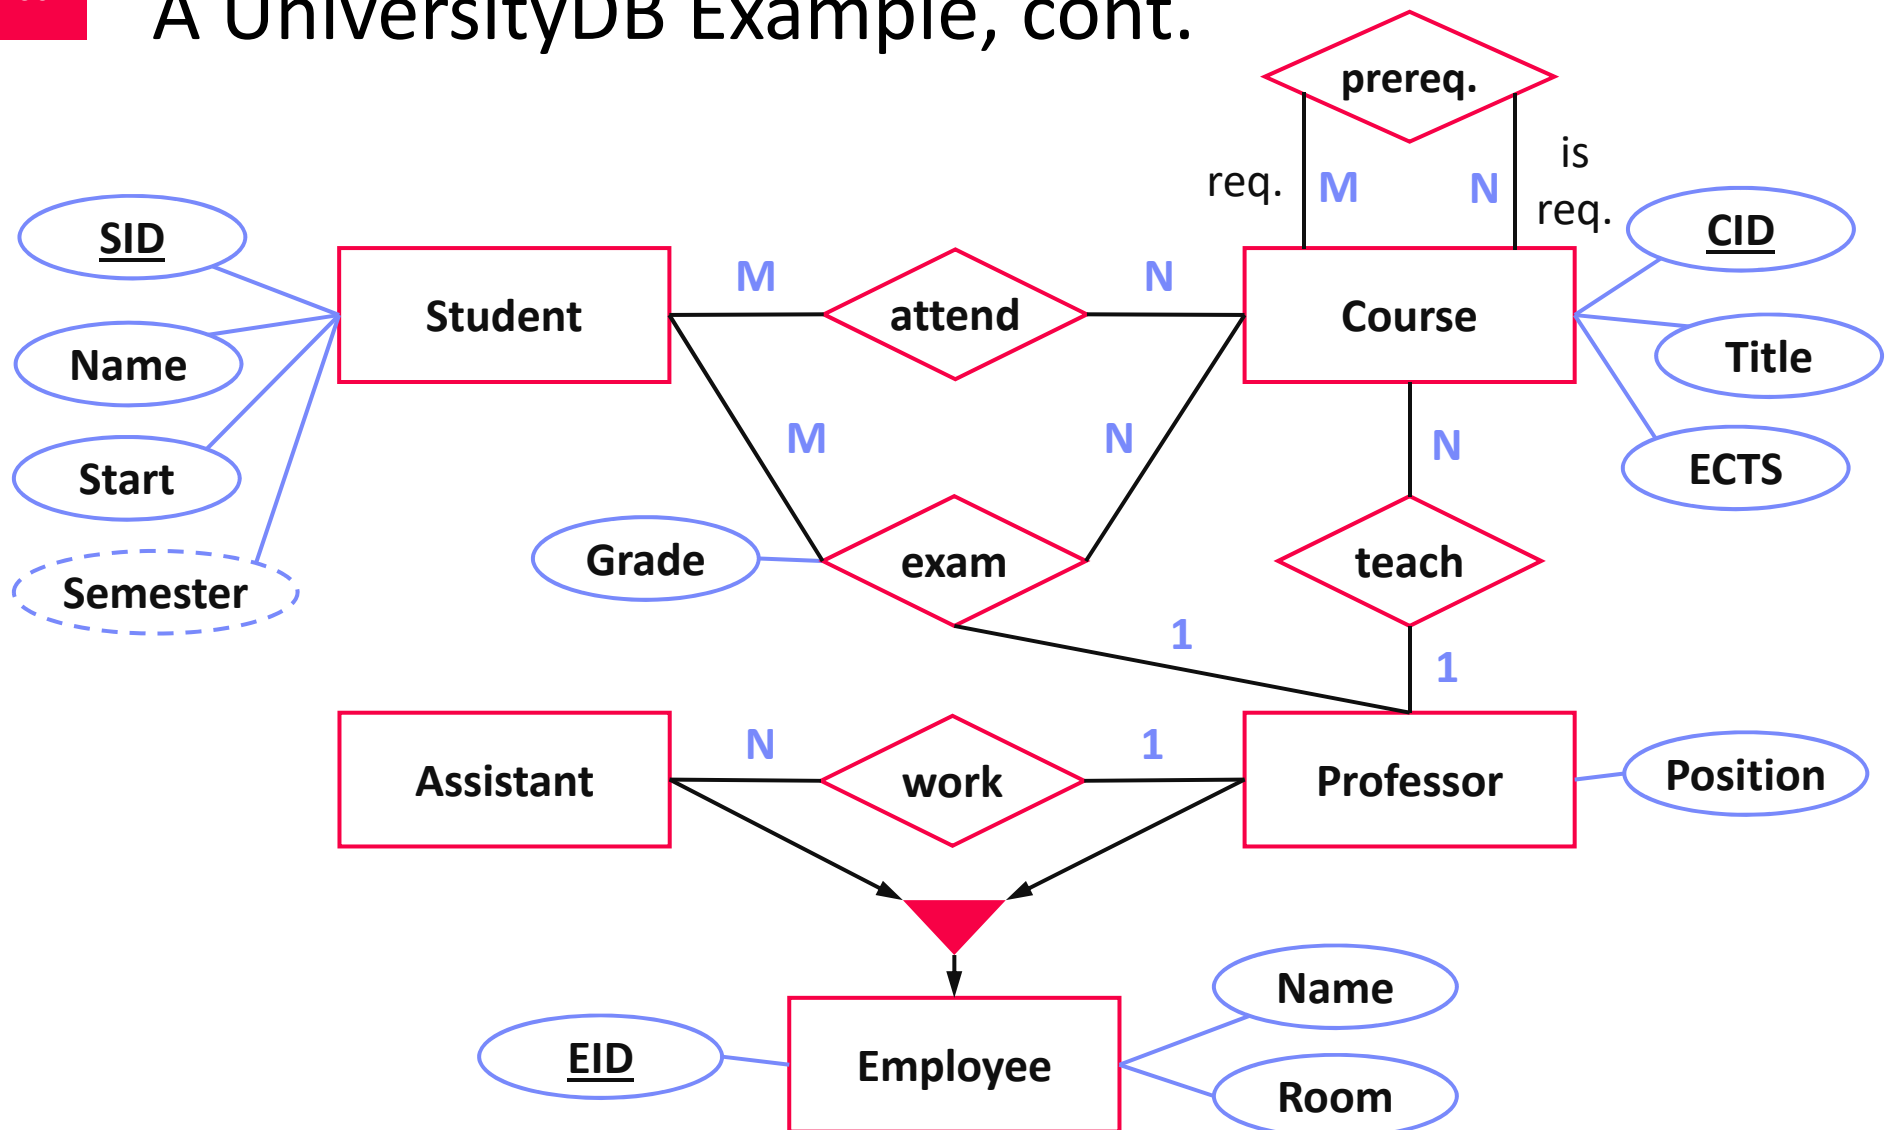 A UniversityDB Example, cont.
prereq.
req.
M
N
is
req.
SID
CID
Student
M
attend
N
Course
Name
Title
M
N
N
Start
ECTS
Grade
exam
teach
Semester
1
1
Assistant
N
work
1
Professor
Position
Name
EID
Employee
Room